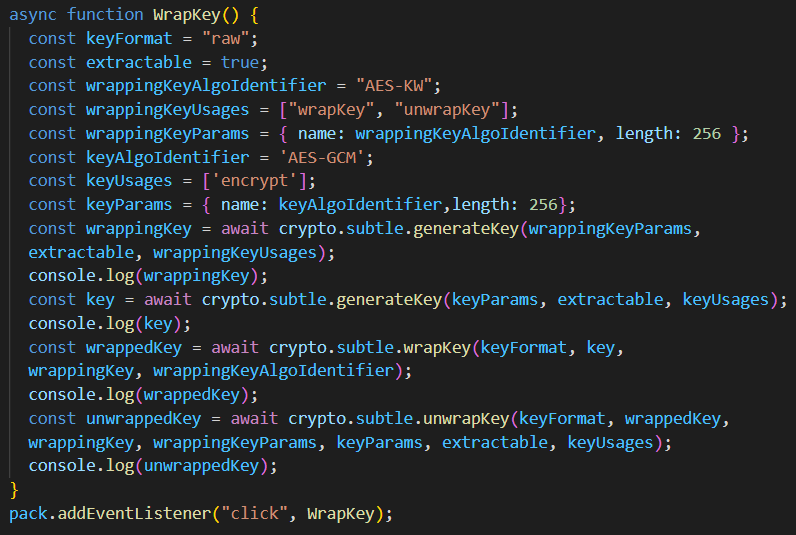 async function WrapKey() {
const keyFormat = "raw";
const extractable = true;
const wrappingKeyAlgoIdentifier = "AES-KW";
const wrappingKeyUsages = ["wrapKey", "unwrapKey"];
const wrappingKeyParams = { name: wrappingKeyAlgoIdentifier, length: 256 };
const keyAlgoIdentifier = 'AES-GCM';
const keyUsages = ['encrypt'];
const keyParams = { name: keyAlgoIdentifier,length: 256};
const wrappingKey = await crypto.subtle.generateKey(wrappingKeyParams,
extractable, wrappingKeyUsages);
console.log(wrappingKey);
const key = await crypto.subtle.generateKey(keyParams, extractable, keyUsages);
console.log(key);
const wrappedKey = await crypto.subtle.wrapKey(keyFormat, key,
wrappingKey, wrappingKeyAlgoIdentifier);
console.log(wrappedKey);
const unwrappedKey = await crypto.subtle.unwrapKey(keyFormat, wrappedKey,
wrappingKey, wrappingKeyParams, keyParams, extractable, keyUsages);
console.log(unwrappedKey);
}
pack.addEventListener("click", WrapKey);